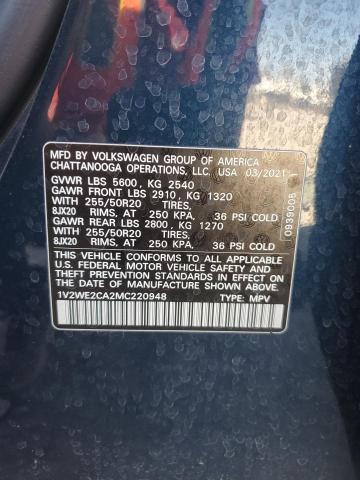 MFD BY VOLKSWAGEN GROUP OF AMERICA
CHATTANOOGA OPERATIONS, LLC. USA 03/2021
GVWR LBS 5600, KG 2540
GAWR FRONT LBS 2910, KG 1320
WITH 255/50R20 TIRES,
8JX20 RIMS, AT 250 KPA, 36 PSI COLD
GAWR REAR LBS 2800, KG 1270
WITH 255/50R20 TIRES,
8JX20 RIMS, AT 250 KPA, 36 PSI COLD
THIS VEHICLE CONFORMS TO ALL APPLICABLE
U.S. FEDERAL MOTOR VEHICLE SAFETY, BUMPER AND
THEFT PREVENTION STANDARDS IN EFFECT ON THE
DATE OF MANUFACTURE SHOWN ABOVE.
1V2WE2CA2MC220948 TYPE: MPV